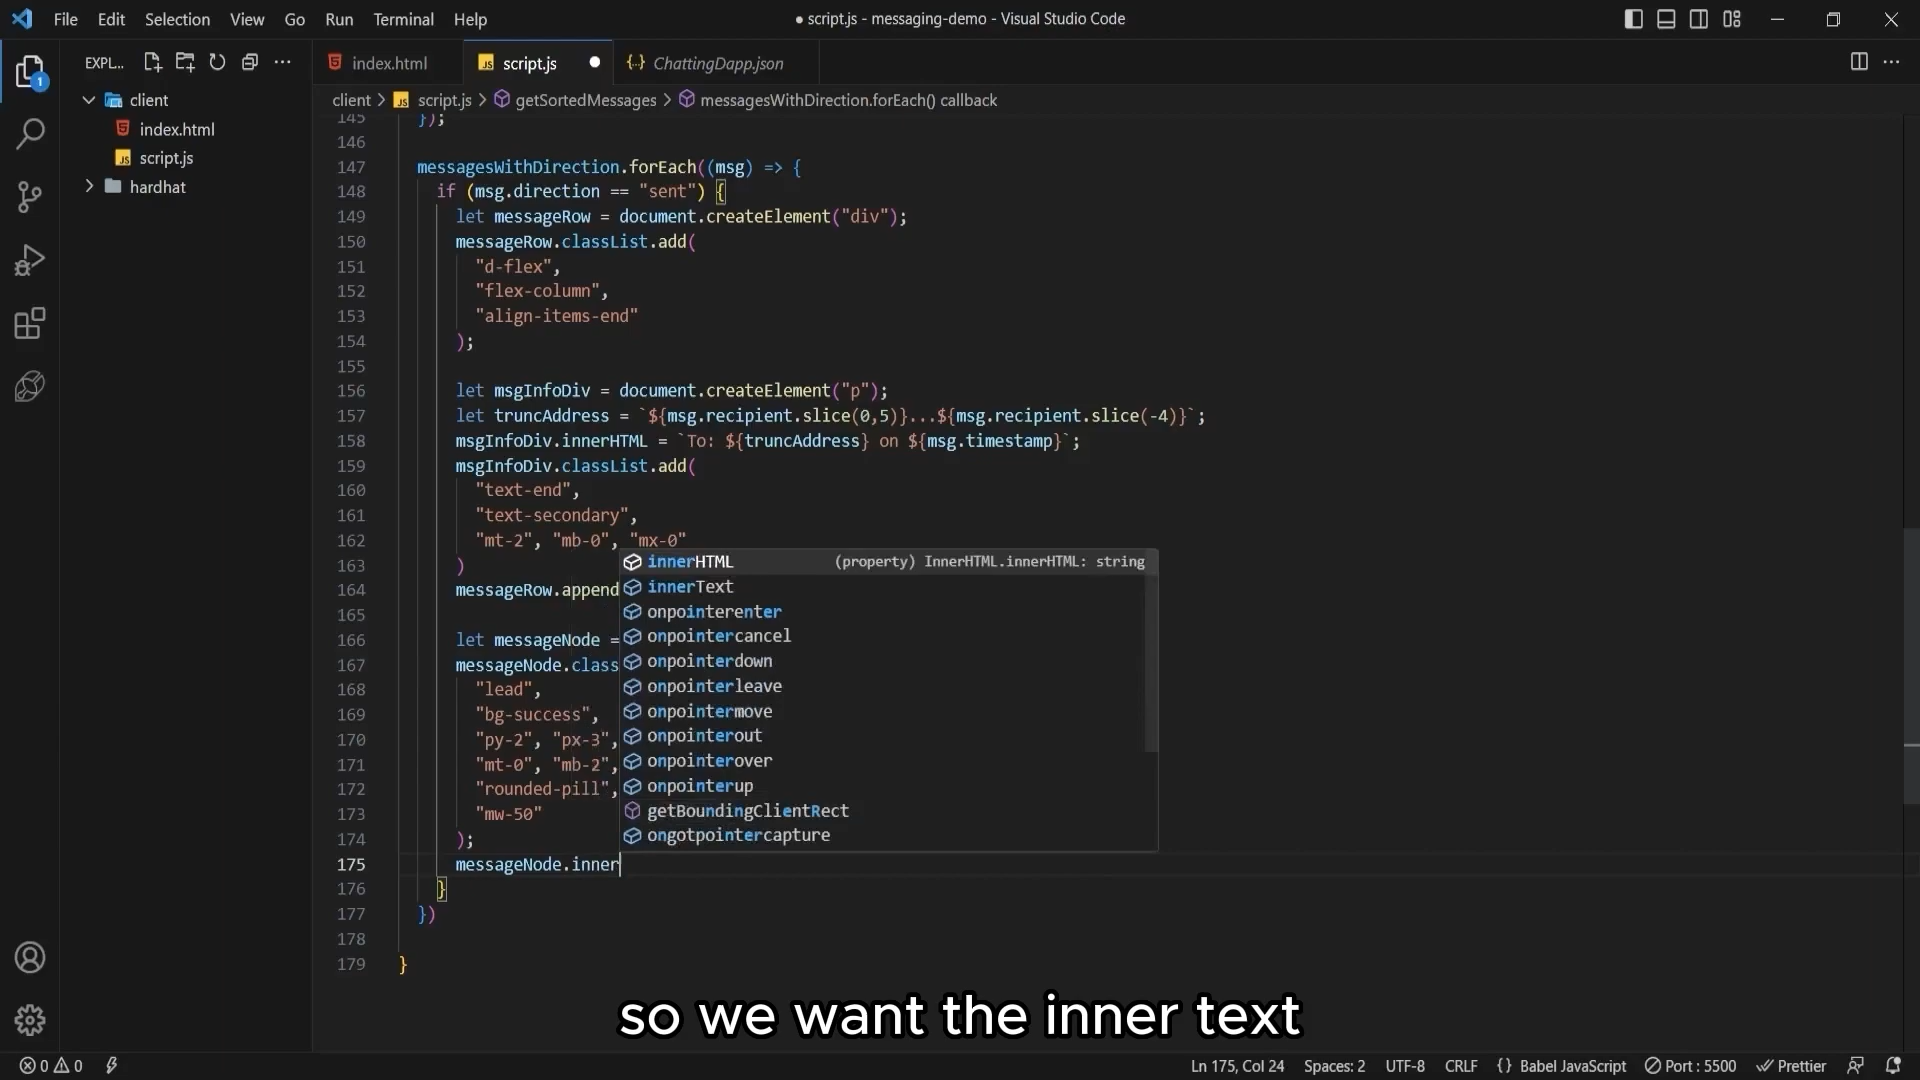 File Edit Selection View Go Run Terminal Help
● script.js - messaging-demo - Visual Studio Code
1
EXPL...
client
index.html
script.js
hardhat
index.html
script.js
ChattingDapp.json
client > script.js > getSortedMessages > messagesWithDirection.forEach() callback
145 });
146
147 messagesWithDirection.forEach((msg) => {
148 if (msg.direction == "sent") {
149 let messageRow = document.createElement("div");
150 messageRow.classList.add(
151 "d-flex",
152 "flex-column",
153 "align-items-end"
154 );
155
156 let msgInfoDiv = document.createElement("p");
157 let truncAddress = `${msg.recipient.slice(0,5)}...${msg.recipient.slice(-4)}`;
158 msgInfoDiv.innerHTML = `To: ${truncAddress} on ${msg.timestamp}`;
159 msgInfoDiv.classList.add(
160 "text-end",
161 "text-secondary",
162 "mt-2", "mb-0", "mx-0"
163 )
164 messageRow.append
165
166 let messageNode =
167 messageNode.class
168 "lead",
169 "bg-success",
170 "py-2", "px-3",
171 "mt-0", "mb-2",
172 "rounded-pill",
173 "mw-50"
174 );
175 messageNode.inner
176 }
177 })
178
179 }
innerHTML (property) InnerHTML.innerHTML: string
innerText
onpointerenter
onpointercancel
onpointerdown
onpointerleave
onpointermove
onpointerout
onpointerover
onpointerup
getBoundingClientRect
ongotpointercapture
so we want the inner text
0 0
Ln 175, Col 24 Spaces: 2 UTF-8 CRLF {} Babel JavaScript Port : 5500 Prettier